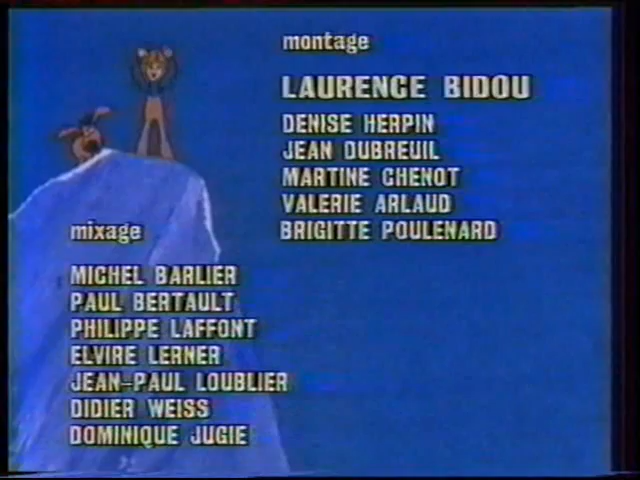 montage
LAURENCE BIDOU
DENISE HERPIN
JEAN DUBREUIL
MARTINE CHENOT
VALERIE ARLAUD
BRIGITTE POULENARD
mixage
MICHEL BARLIER
PAUL BERTAULT
PHILIPPE LAFFONT
ELVIRE LERNER
JEAN-PAUL LOUBLIER
DIDIER WEISS
DOMINIQUE JUGIE